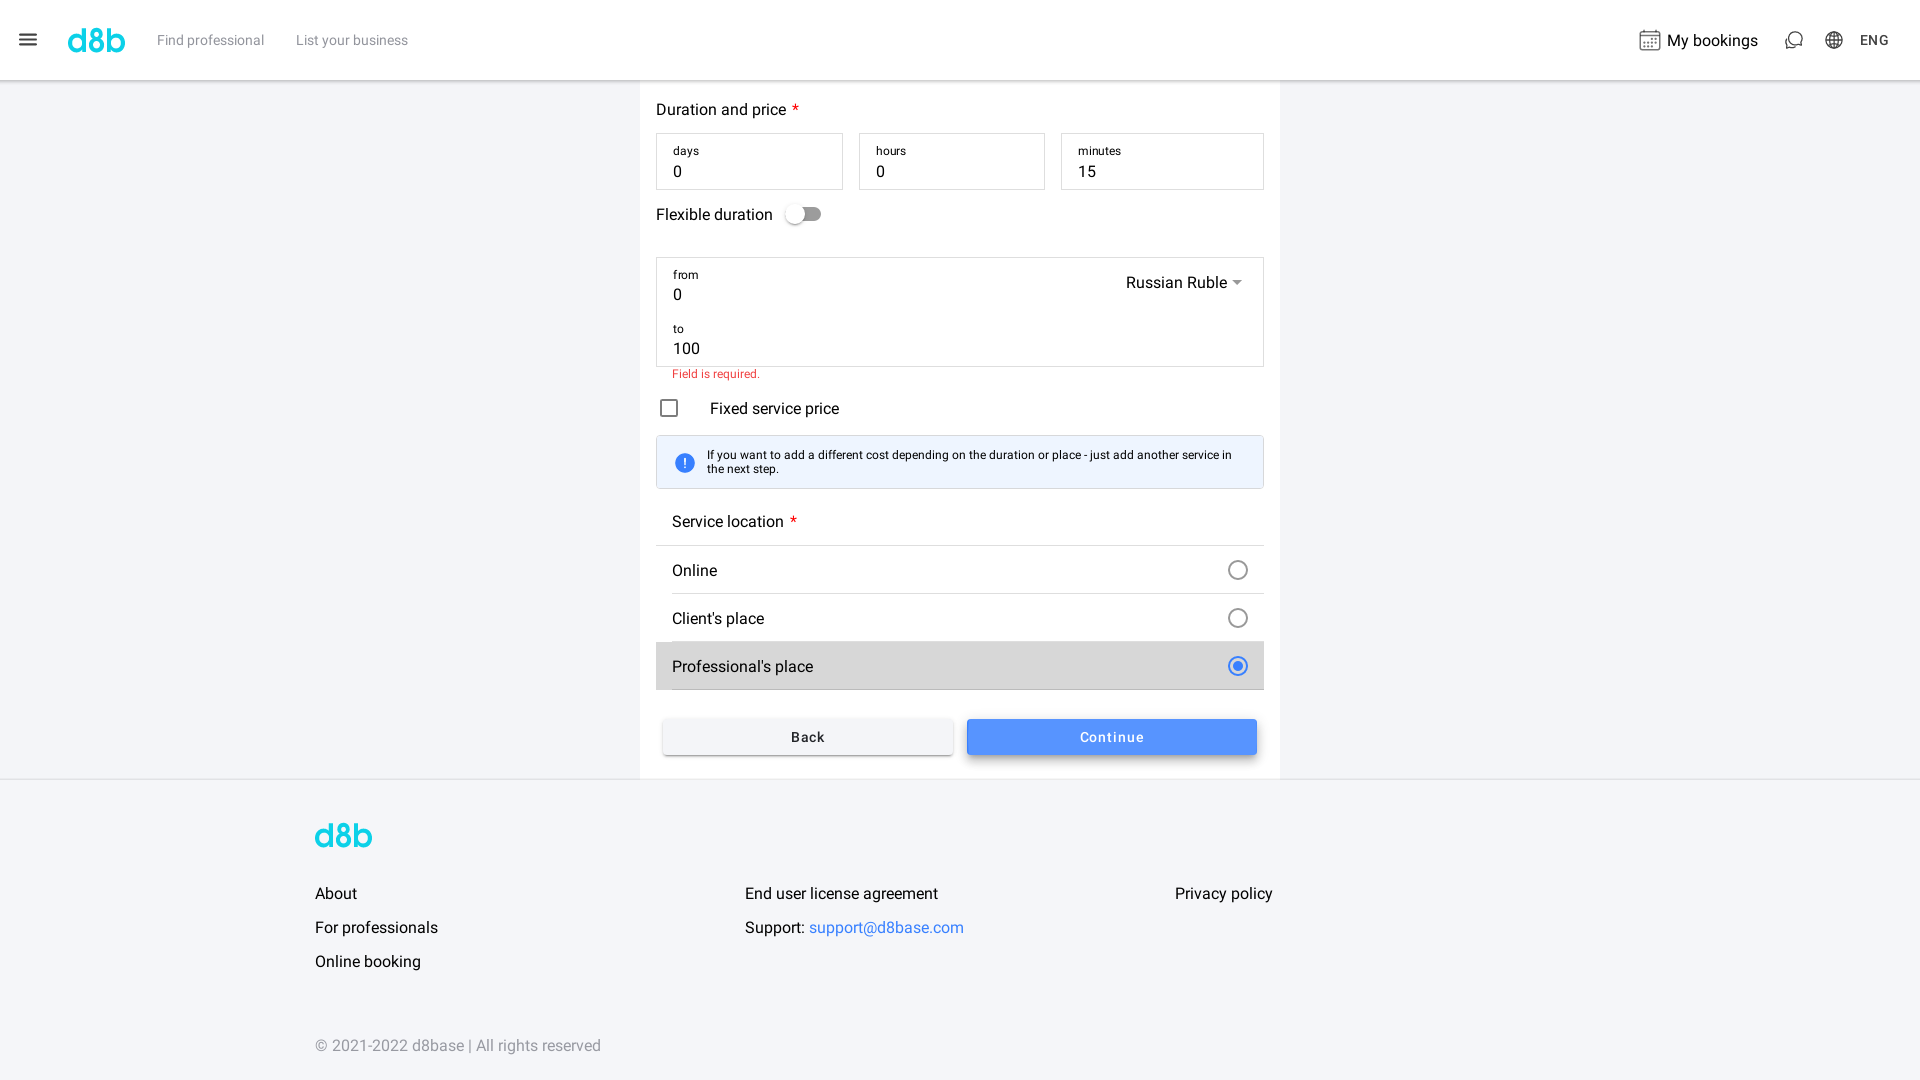 d8b
Find professional
List your business
My bookings
ENG
Duration and price *
days
0
hours
0
minutes
15
Flexible duration
from
0
Russian Ruble
to
100
Field is required.
Fixed service price
If you want to add a different cost depending on the duration or place - just add another service in
the next step.
Service location *
Online
Client's place
Professional's place
Back
Continue
d8b
About
End user license agreement
Privacy policy
For professionals
Support: support@d8base.com
Online booking
© 2021-2022 d8base | All rights reserved